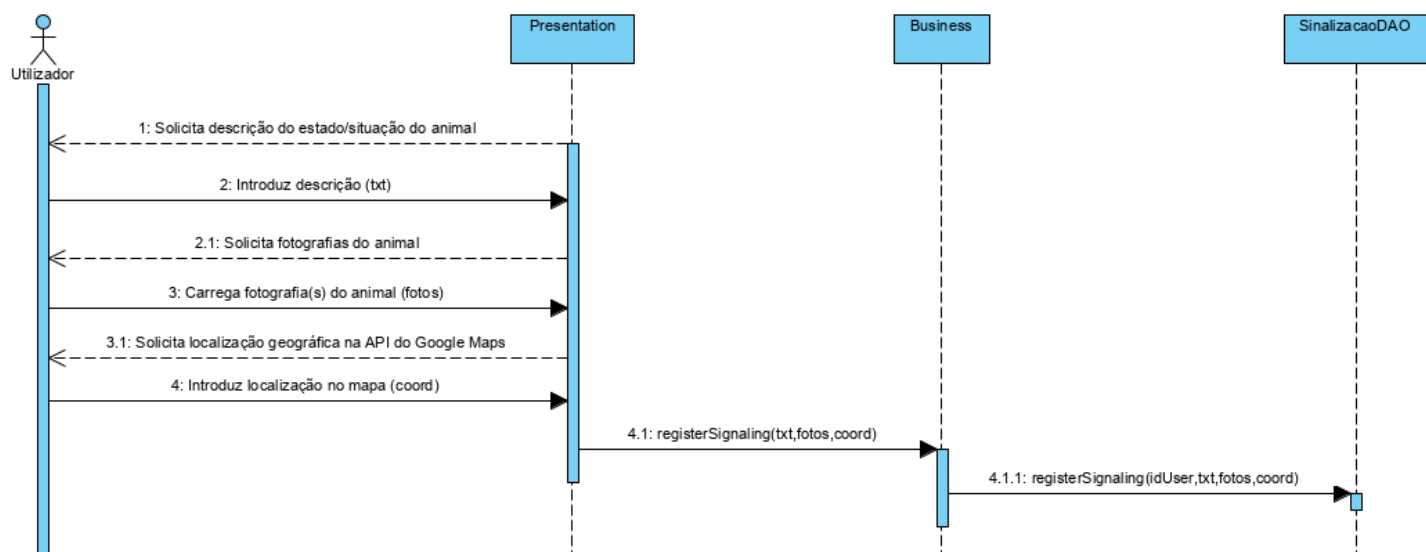 Utilizador
Presentation
Business
SinalizacaoDAO
1: Solicita descrição do estado/situação do animal
2: Introduz descrição (txt)
2.1: Solicita fotografias do animal
3: Carrega fotografia(s) do animal (fotos)
3.1: Solicita localização geográfica na API do Google Maps
4: Introduz localização no mapa (coord)
4.1: registerSignaling(txt,fotos,coord)
4.1.1: registerSignaling(idUser,txt,fotos,coord)